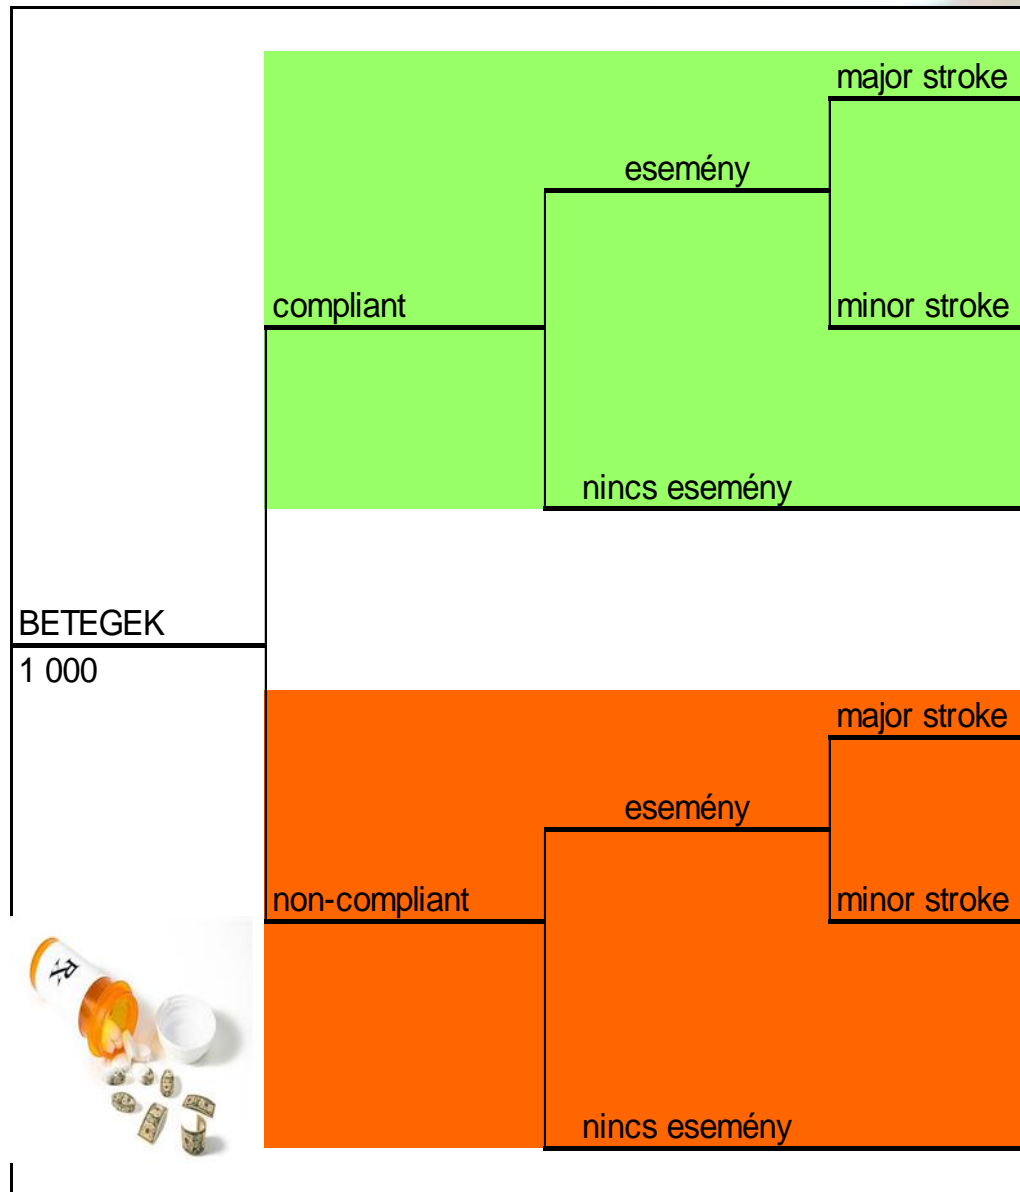 major stroke
esemény
compliant
minor stroke
nincs esemény
BETEGEK
1 000
major stroke
esemény
non-compliant
minor stroke
nincs esemény
℞